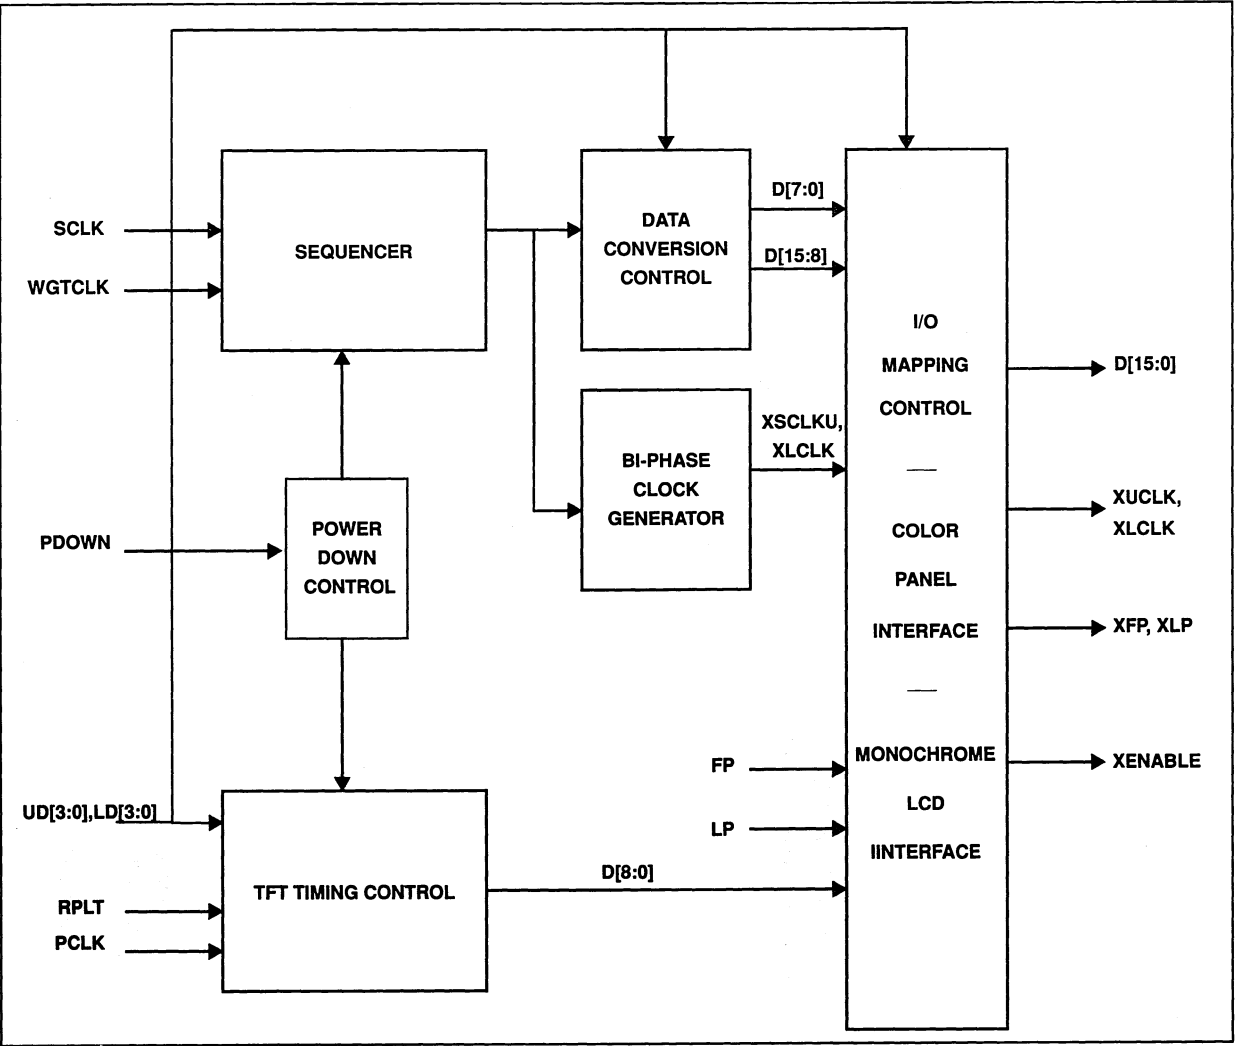 SCLK
WGTCLK
SEQUENCER
DATA
CONVERSION
CONTROL
D[7:0]
D[15:8]
BI-PHASE
CLOCK
GENERATOR
XSCLKU,
XLCLK
PDOWN
POWER
DOWN
CONTROL
UD[3:0],LD[3:0]
RPLT
PCLK
TFT TIMING CONTROL
D[8:0]
FP
LP
I/O
MAPPING
CONTROL
COLOR
PANEL
INTERFACE
MONOCHROME
LCD
IINTERFACE
D[15:0]
XUCLK,
XLCLK
XFP, XLP
XENABLE